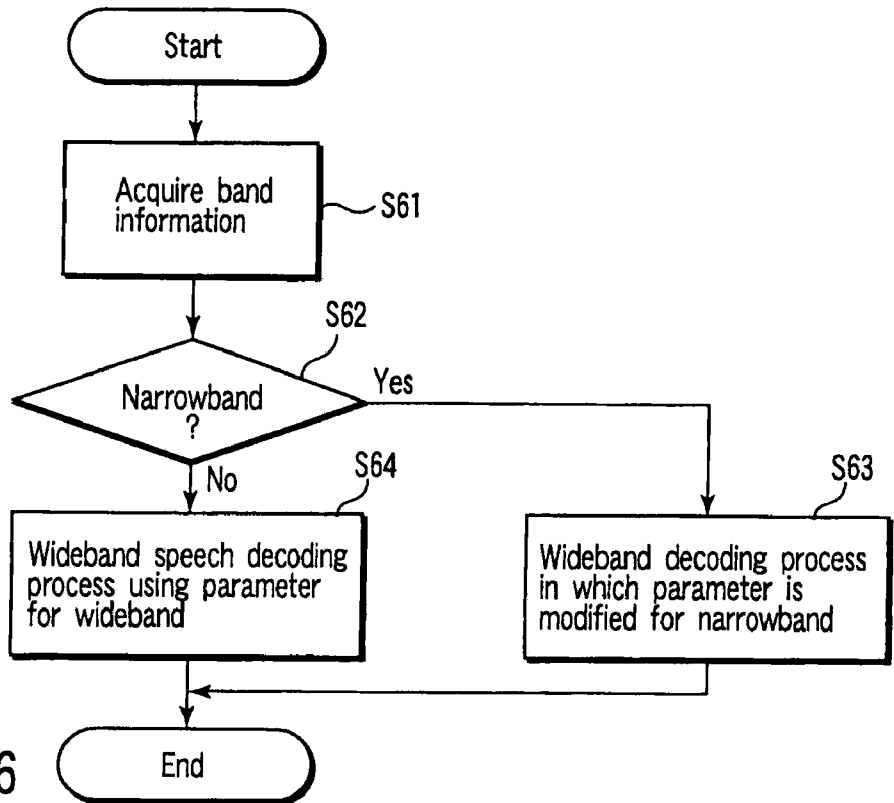 Start
Acquire band
information
S61
S62
Narrowband
?
Yes
No
S64
S63
Wideband speech decoding
process using parameter
for wideband
Wideband decoding process
in which parameter is
modified for narrowband
End
6